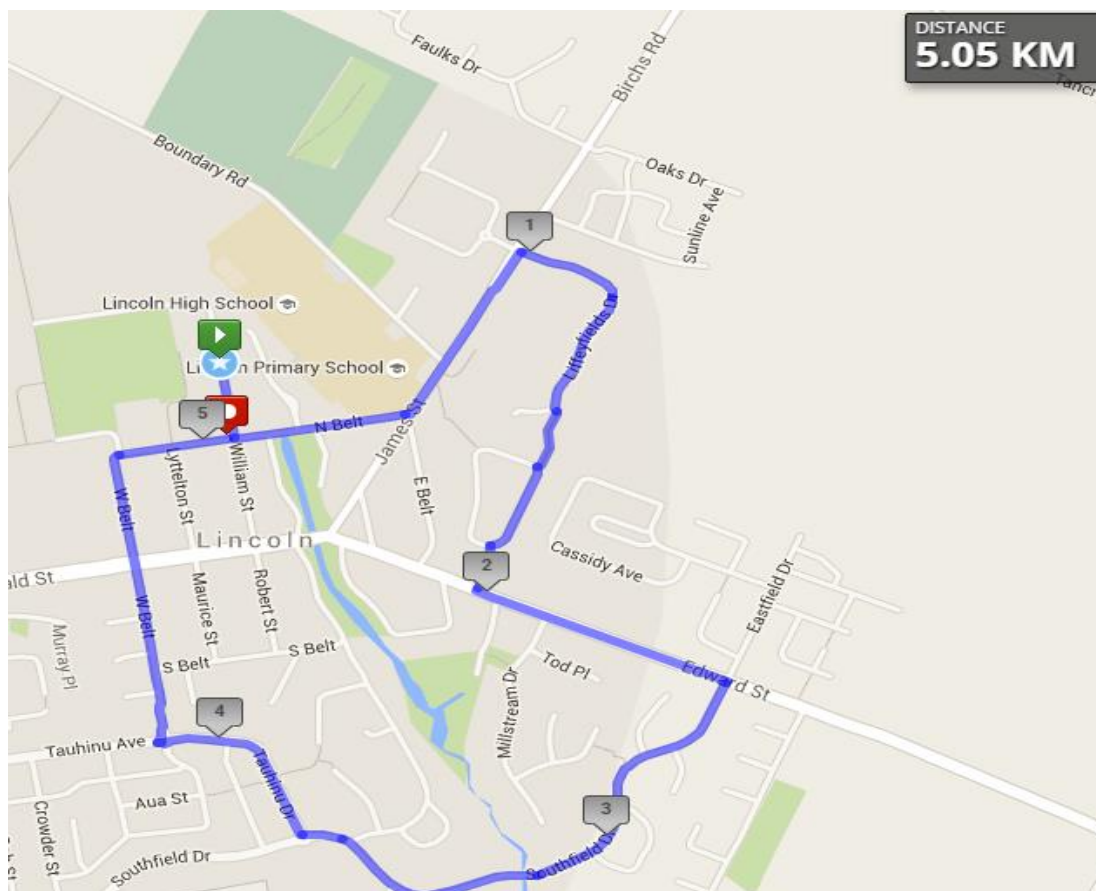 DISTANCE
5.05 KM
Faulks Dr
Birchs Rd
Boundary Rd
Oaks Dr
Sunline Ave
1
Lincoln High School
Liffeyfields Dr
Primary School
5
N Belt
James St
E Belt
Lyttelton St
William St
W Belt
Lincoln
2
Cassidy Ave
Eastfield Dr
ald St
Maurice St
Robert St
W Belt
Murray Pl
S Belt
S Belt
Tod Pl
Edward St
Millstream Dr
4
Tauhinu Ave
Tauhinu Dr
Aua St
3
Crowder St
Southfield Dr
Southfield Dr